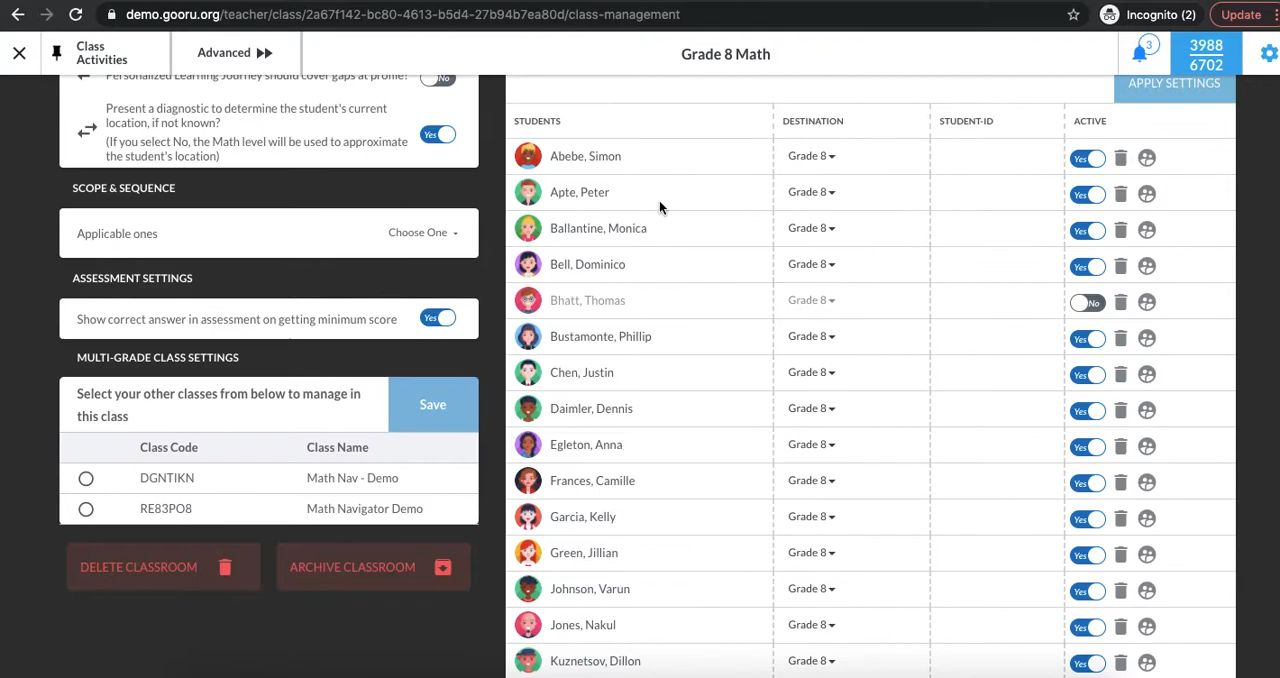 demo.gooru.org/teacher/class/2a67f142-bc80-4613-b5d4-27b94b7ea80d/class-management
Incognito (2)
Update
Class
Activities
Advanced
Grade 8 Math
3
3988
6702
Personalized Learning Journey should cover gaps at profile?
No
Present a diagnostic to determine the student's current
location, if not known?
(If you select No, the Math level will be used to approximate
the student's location)
Yes
SCOPE & SEQUENCE
Applicable ones
Choose One
ASSESSMENT SETTINGS
Show correct answer in assessment on getting minimum score
Yes
MULTI-GRADE CLASS SETTINGS
Select your other classes from below to manage in
this class
Save
Class Code Class Name
DGNTIKN Math Nav - Demo
RE83PO8 Math Navigator Demo
DELETE CLASSROOM
ARCHIVE CLASSROOM
APPLY SETTINGS
STUDENTS DESTINATION STUDENT-ID ACTIVE
Abebe, Simon Grade 8 Yes
Apte, Peter Grade 8 Yes
Ballantine, Monica Grade 8 Yes
Bell, Dominico Grade 8 Yes
Bhatt, Thomas Grade 8 No
Bustamonte, Phillip Grade 8 Yes
Chen, Justin Grade 8 Yes
Daimler, Dennis Grade 8 Yes
Egleton, Anna Grade 8 Yes
Frances, Camille Grade 8 Yes
Garcia, Kelly Grade 8 Yes
Green, Jillian Grade 8 Yes
Johnson, Varun Grade 8 Yes
Jones, Nakul Grade 8 Yes
Kuznetsov, Dillon Grade 8 Yes